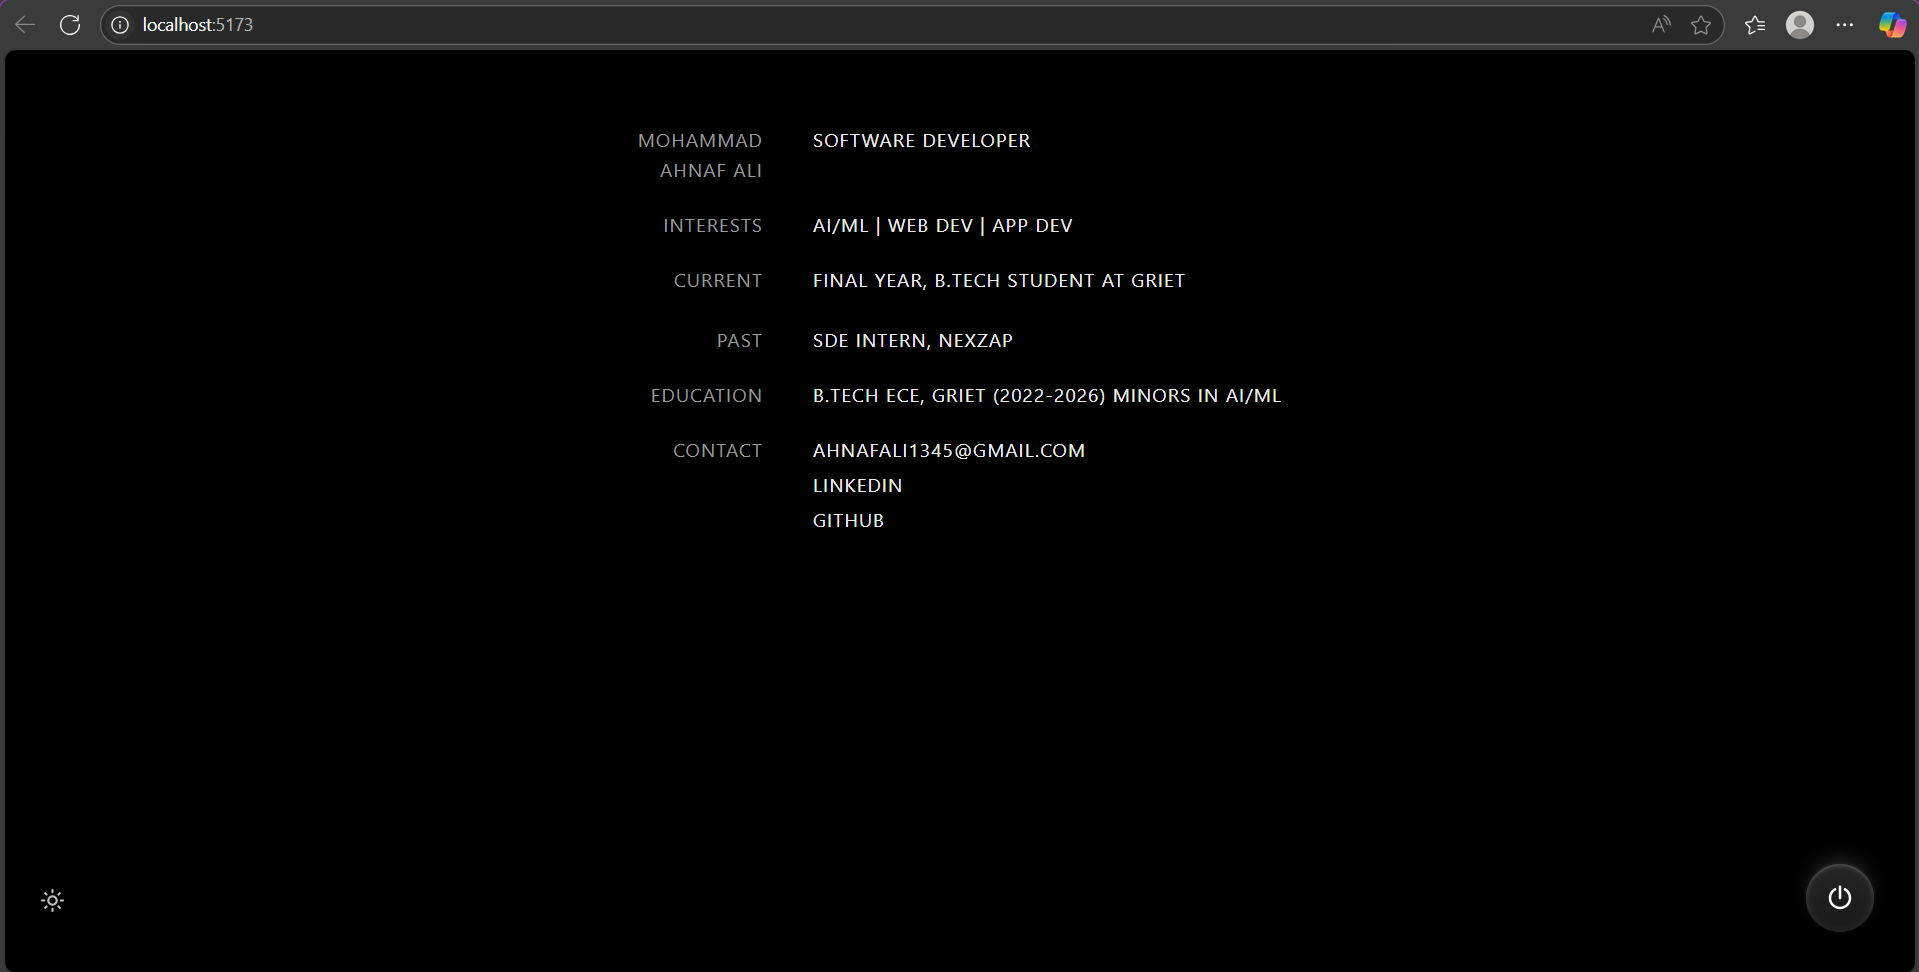 localhost:5173
MOHAMMAD SOFTWARE DEVELOPER
AHNAF ALI
INTERESTS AI/ML | WEB DEV | APP DEV
CURRENT FINAL YEAR, B.TECH STUDENT AT GRIET
PAST SDE INTERN, NEXZAP
EDUCATION B.TECH ECE, GRIET (2022-2026) MINORS IN AI/ML
CONTACT AHNAFALI1345@GMAIL.COM
LINKEDIN
GITHUB